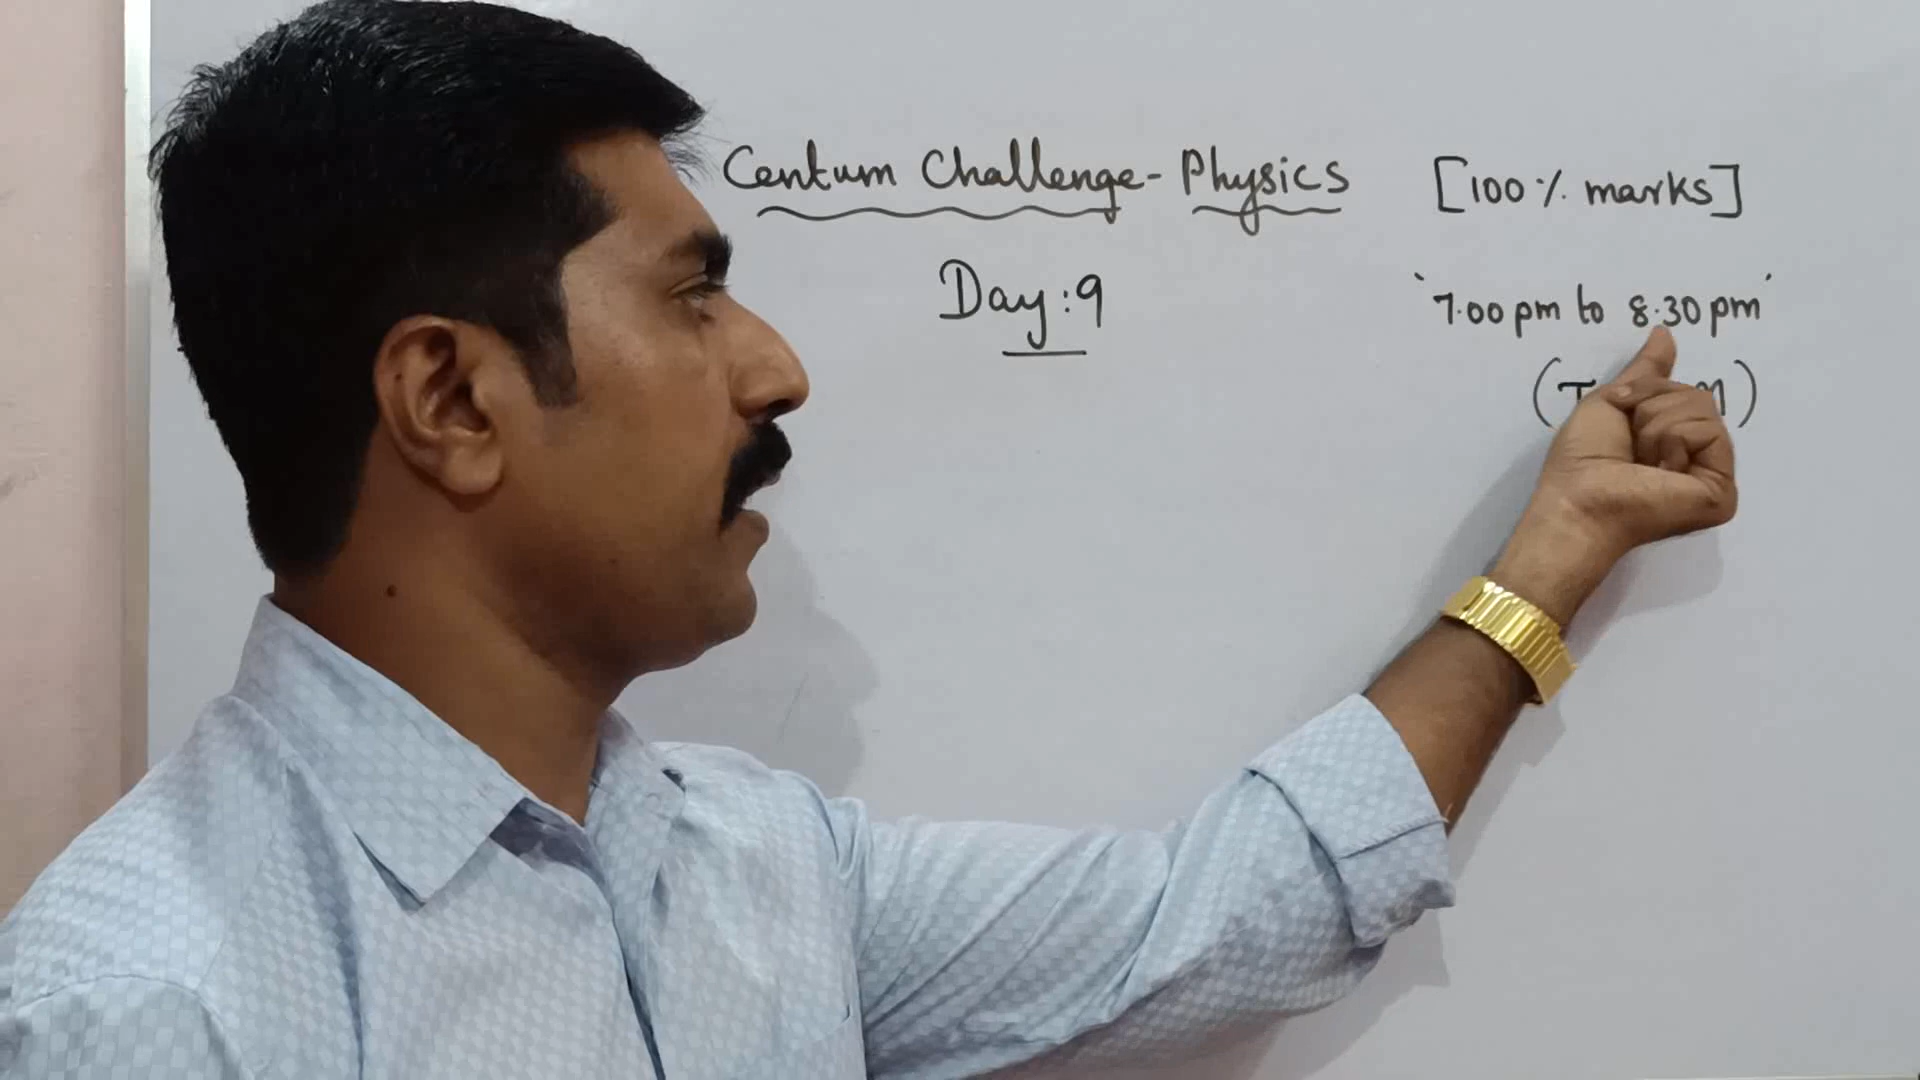 Centum Challenge - Physics [100% marks]
Day: 9
'7.00 pm to 8.30 pm'